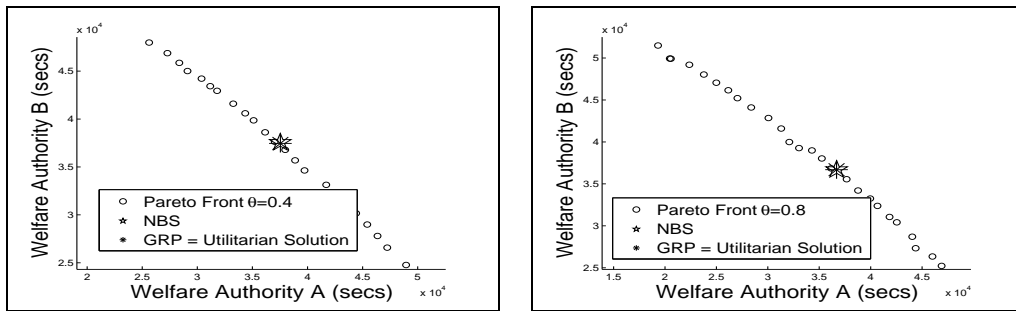 x 10^4
Welfare Authority B (secs)
4.5
4
3.5
3
2.5
Pareto Front θ=0.4
NBS
GRP = Utilitarian Solution
2
2.5
3
3.5
4
4.5
5
x 10^4
Welfare Authority A (secs)
x 10^4
Welfare Authority B (secs)
5
4.5
4
3.5
3
2.5
Pareto Front θ=0.8
NBS
GRP = Utilitarian Solution
1.5
2
2.5
3
3.5
4
4.5
x 10^4
Welfare Authority A (secs)